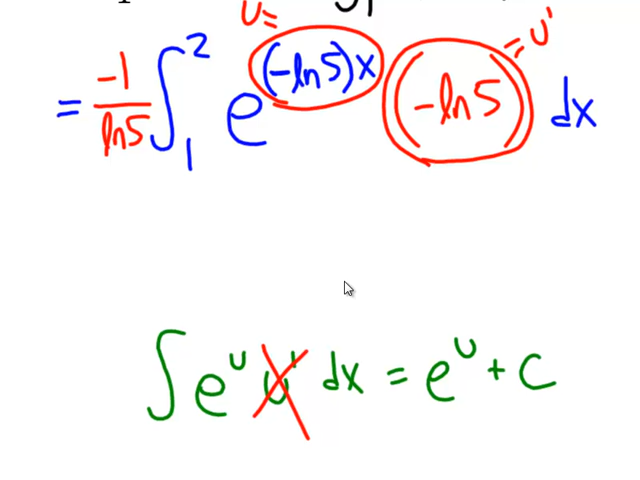 u=
= -1/ln5 ∫₁² e^(-ln5)x (-ln5) dx
= u'
∫ e^u u' dx = e^u + C